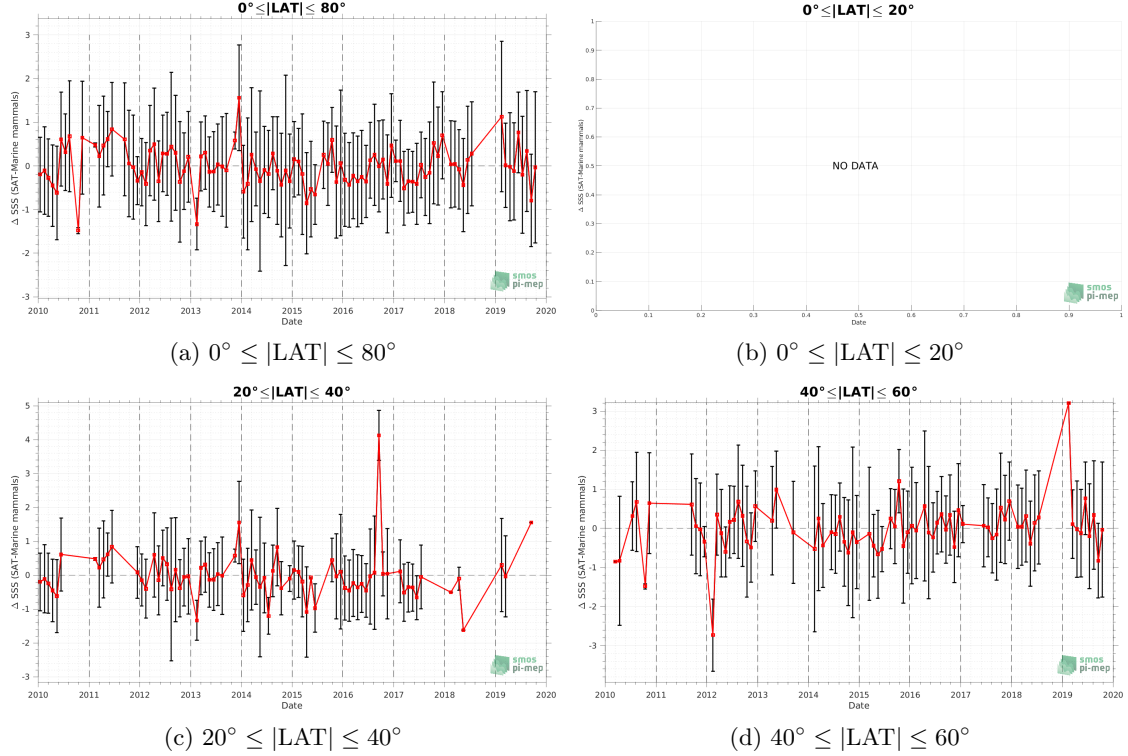 0°≤|LAT|≤ 80°
3
2
1
0
-1
-2
-3
Δ SSS (SAT-Marine mammals)
2010 2011 2012 2013 2014 2015 2016 2017 2018 2019 2020
Date
smos
pi-mep
(a) 0° ≤ |LAT| ≤ 80°
0°≤|LAT|≤ 20°
1
0.9
0.8
0.7
0.6
0.5
0.4
0.3
0.2
0.1
0
Δ SSS (SAT-Marine mammals)
NO DATA
0 0.1 0.2 0.3 0.4 0.5 0.6 0.7 0.8 0.9 1
Date
smos
pi-mep
(b) 0° ≤ |LAT| ≤ 20°
20°≤|LAT|≤ 40°
5
4
3
2
1
0
-1
-2
-3
Δ SSS (SAT-Marine mammals)
2010 2011 2012 2013 2014 2015 2016 2017 2018 2019 2020
Date
smos
pi-mep
(c) 20° ≤ |LAT| ≤ 40°
40°≤|LAT|≤ 60°
3
2
1
0
-1
-2
-3
Δ SSS (SAT-Marine mammals)
2010 2011 2012 2013 2014 2015 2016 2017 2018 2019 2020
Date
smos
pi-mep
(d) 40° ≤ |LAT| ≤ 60°